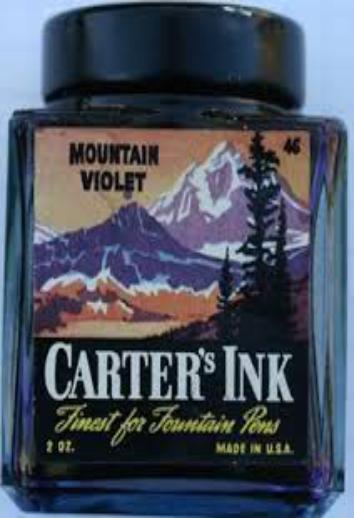 MOUNTAIN 46
VIOLET
CARTER's INK
Finest for Fountain Pens
2 OZ. MADE IN U.S.A.